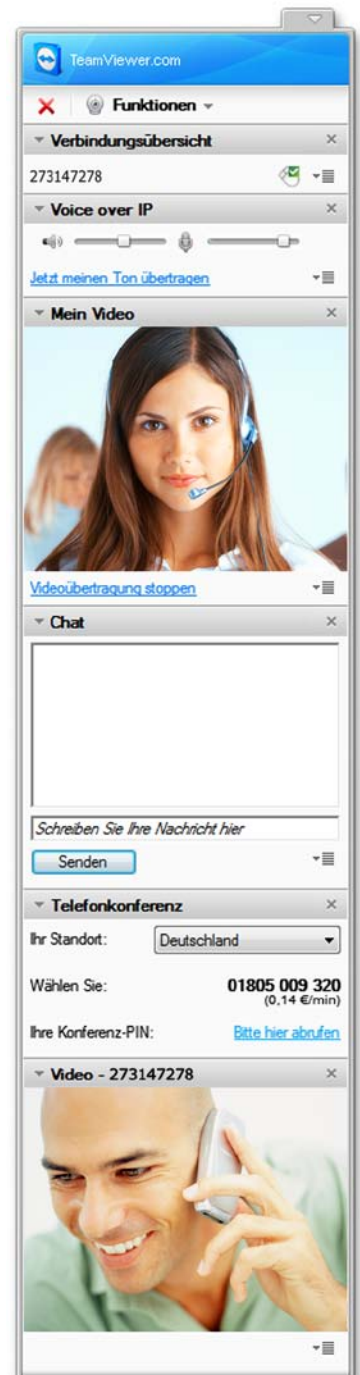 TeamViewer.com
Funktionen
Verbindungsübersicht
273147278
Voice over IP
Jetzt meinen Ton übertragen
Mein Video
Videoübertragung stoppen
Chat
Schreiben Sie Ihre Nachricht hier
Senden
Telefonkonferenz
Ihr Standort: Deutschland
Wählen Sie: 01805 009 320
(0,14 €/min)
Ihre Konferenz-PIN: Bitte hier abrufen
Video - 273147278